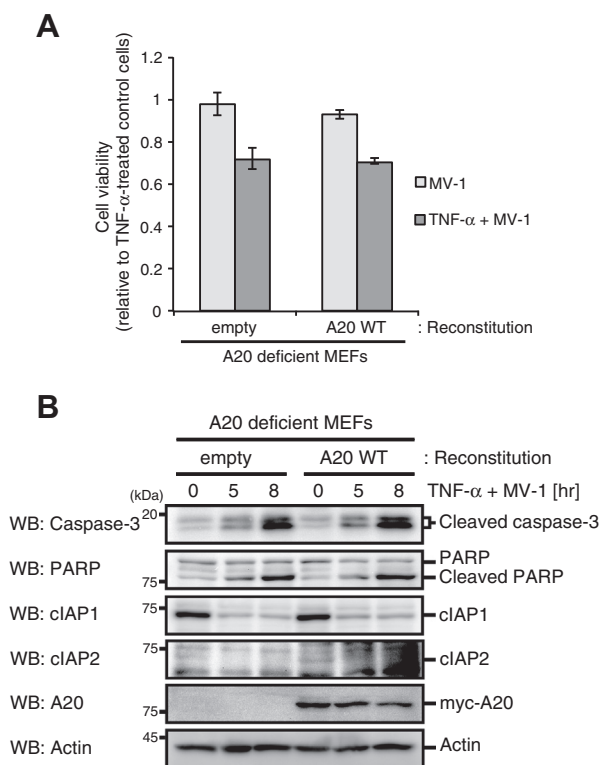 A
Cell viability
(relative to TNF-α-treated control cells)
1.2
1
0.8
0.6
0.4
0.2
0
MV-1
TNF-α + MV-1
empty
A20 WT
: Reconstitution
A20 deficient MEFs
B
A20 deficient MEFs
empty
A20 WT
: Reconstitution
(kDa)
0 5 8 0 5 8
TNF-α + MV-1 [hr]
WB: Caspase-3
20
Cleaved caspase-3
WB: PARP
75
PARP
Cleaved PARP
WB: cIAP1
75
cIAP1
WB: cIAP2
75
cIAP2
WB: A20
75
myc-A20
WB: Actin
45
Actin